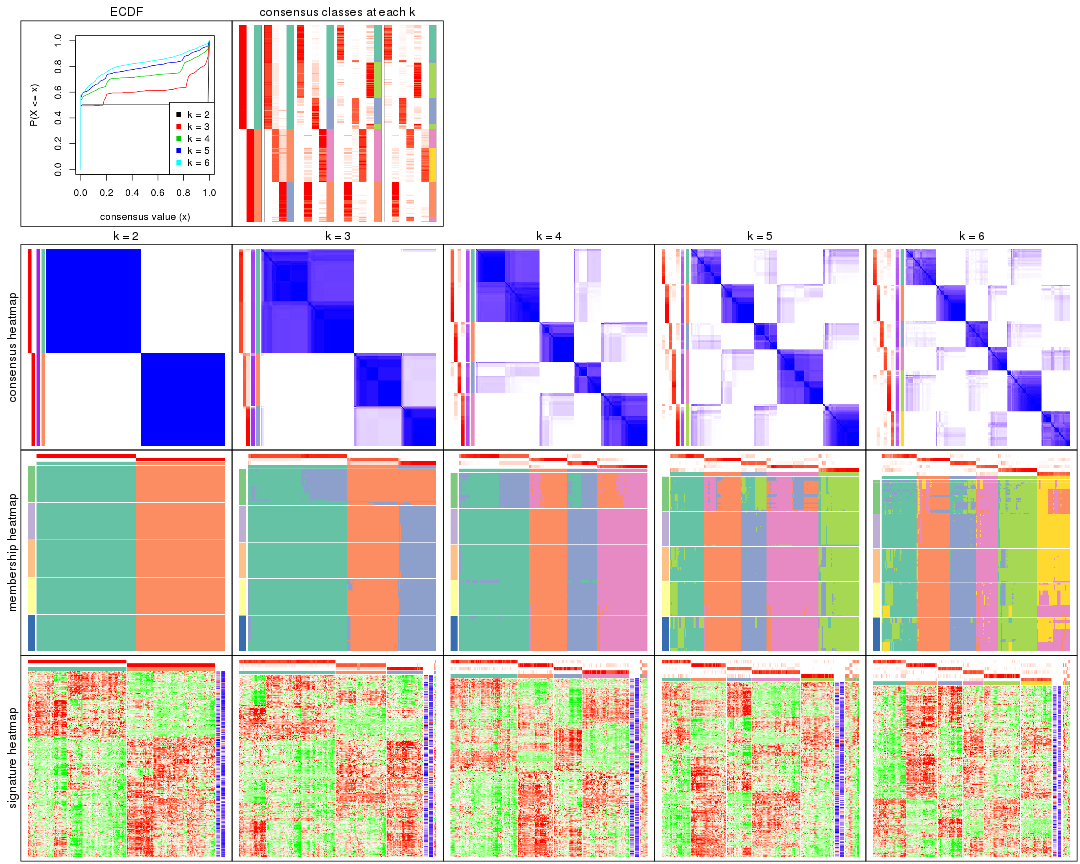 ECDF
consensus classes at each k
P(X <= x)
1.0
0.8
0.6
0.4
0.2
0.0
k = 2
k = 3
k = 4
k = 5
k = 6
0.0 0.2 0.4 0.6 0.8 1.0
consensus value (x)
k = 2
k = 3
k = 4
k = 5
k = 6
consensus heatmap
membership heatmap
signature heatmap